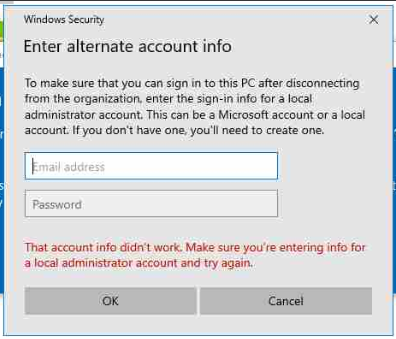 Windows Security
Enter alternate account info
To make sure that you can sign in to this PC after disconnecting
from the organization, enter the sign-in info for a local
administrator account. This can be a Microsoft account or a local
account. If you don't have one, you'll need to create one.
Email address
Password
That account info didn't work. Make sure you're entering info for
a local administrator account and try again.
OK
Cancel